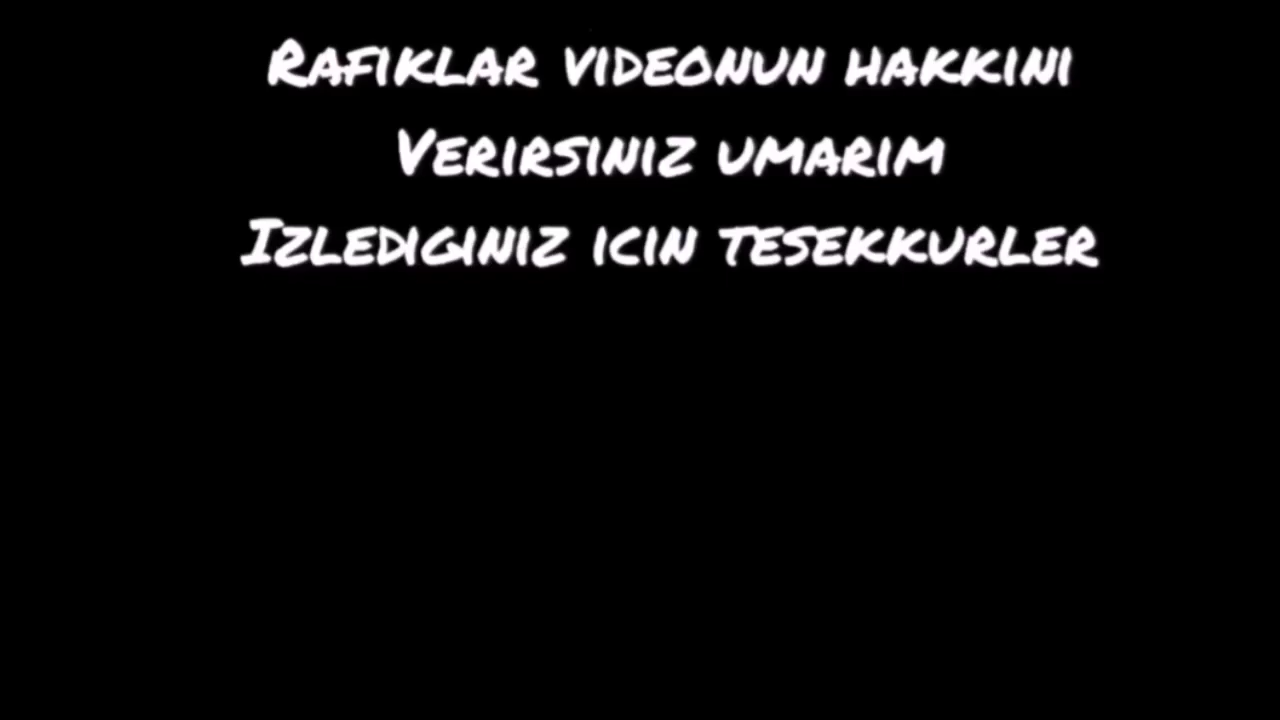 RAFIKLAR VIDEONUN HAKKINI
VERIRSINIZ UMARIM
IZLEDIGINIZ ICIN TESEKKURLER